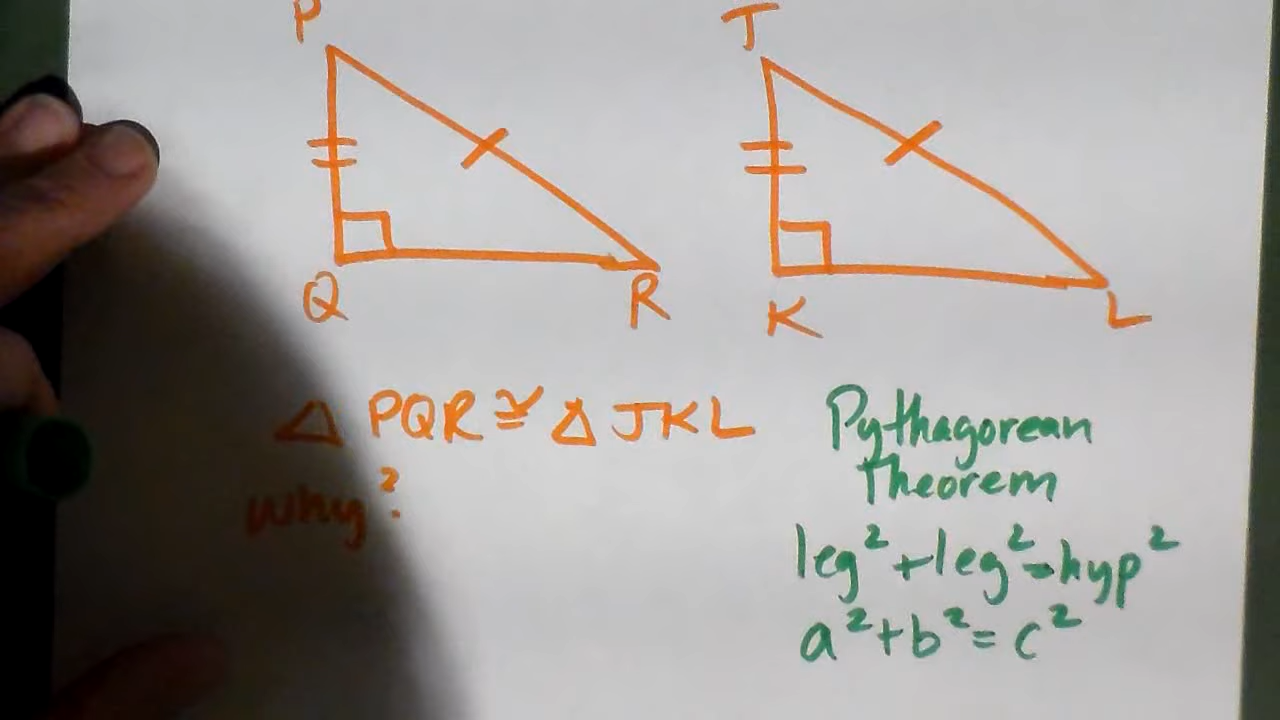 P J
Q R K L
△ PQR ≅ △ JKL
Why?
Pythagorean
Theorem
leg² + leg² = hyp²
a² + b² = c²